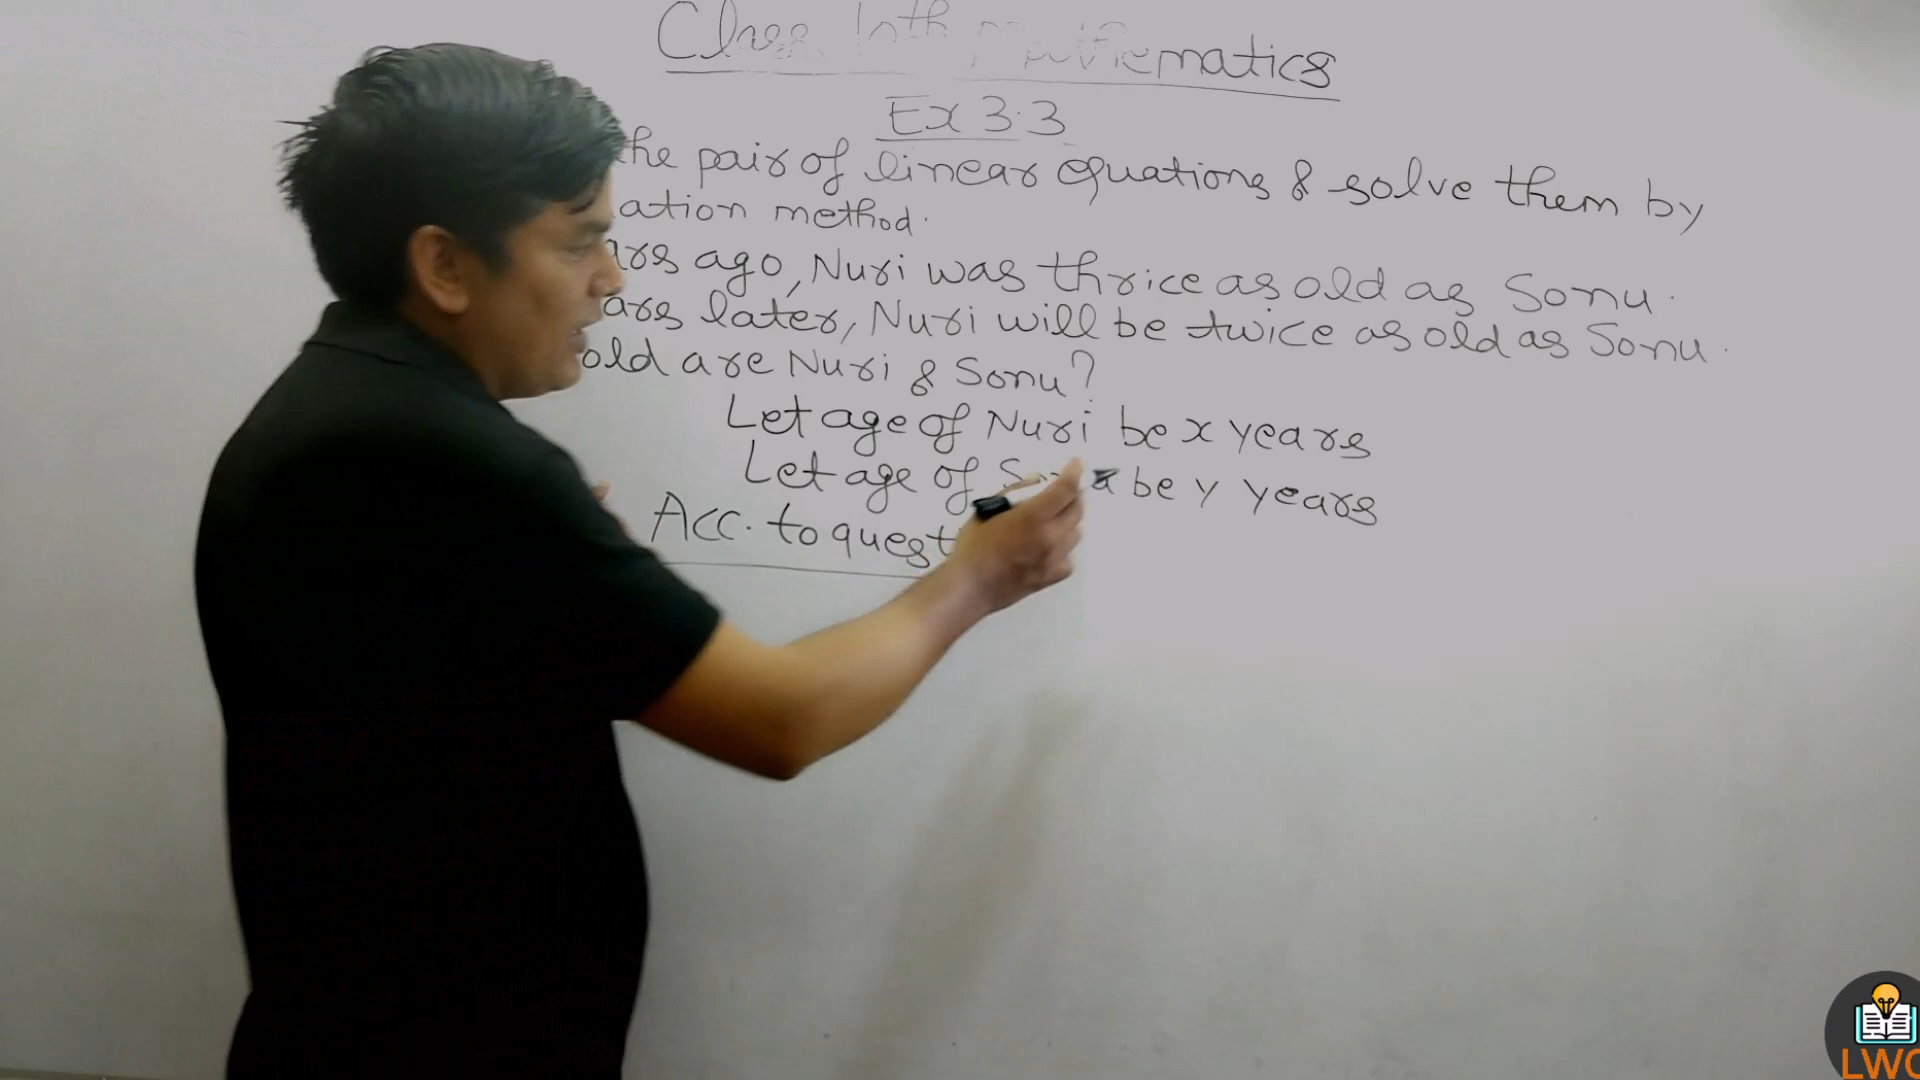 Class 10th mathematics
Ex 3.3
the pair of linear equations & solve them by
ation method.
ars ago, Nuri was thrice as old as Sonu.
ars later, Nuri will be twice as old as Sonu.
old are Nuri & Sonu?
Let age of Nuri be x years
Let age of be y years
Acc. to quest
LWC